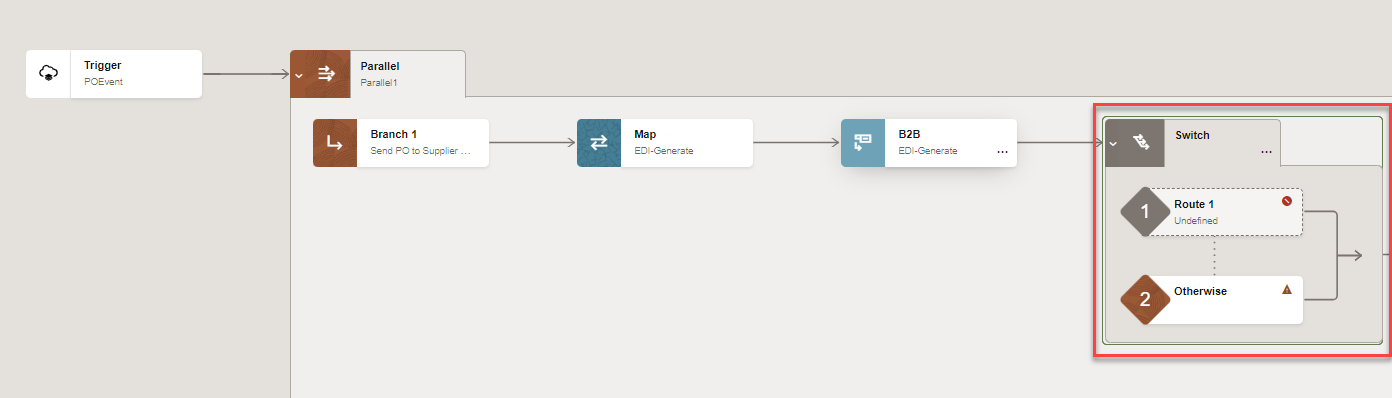 Trigger
POEvent
Parallel
Parallel1
Branch 1
Send PO to Supplier ...
Map
EDI-Generate
B2B
EDI-Generate
...
Switch
...
1
Route 1
Undefined
2
Otherwise